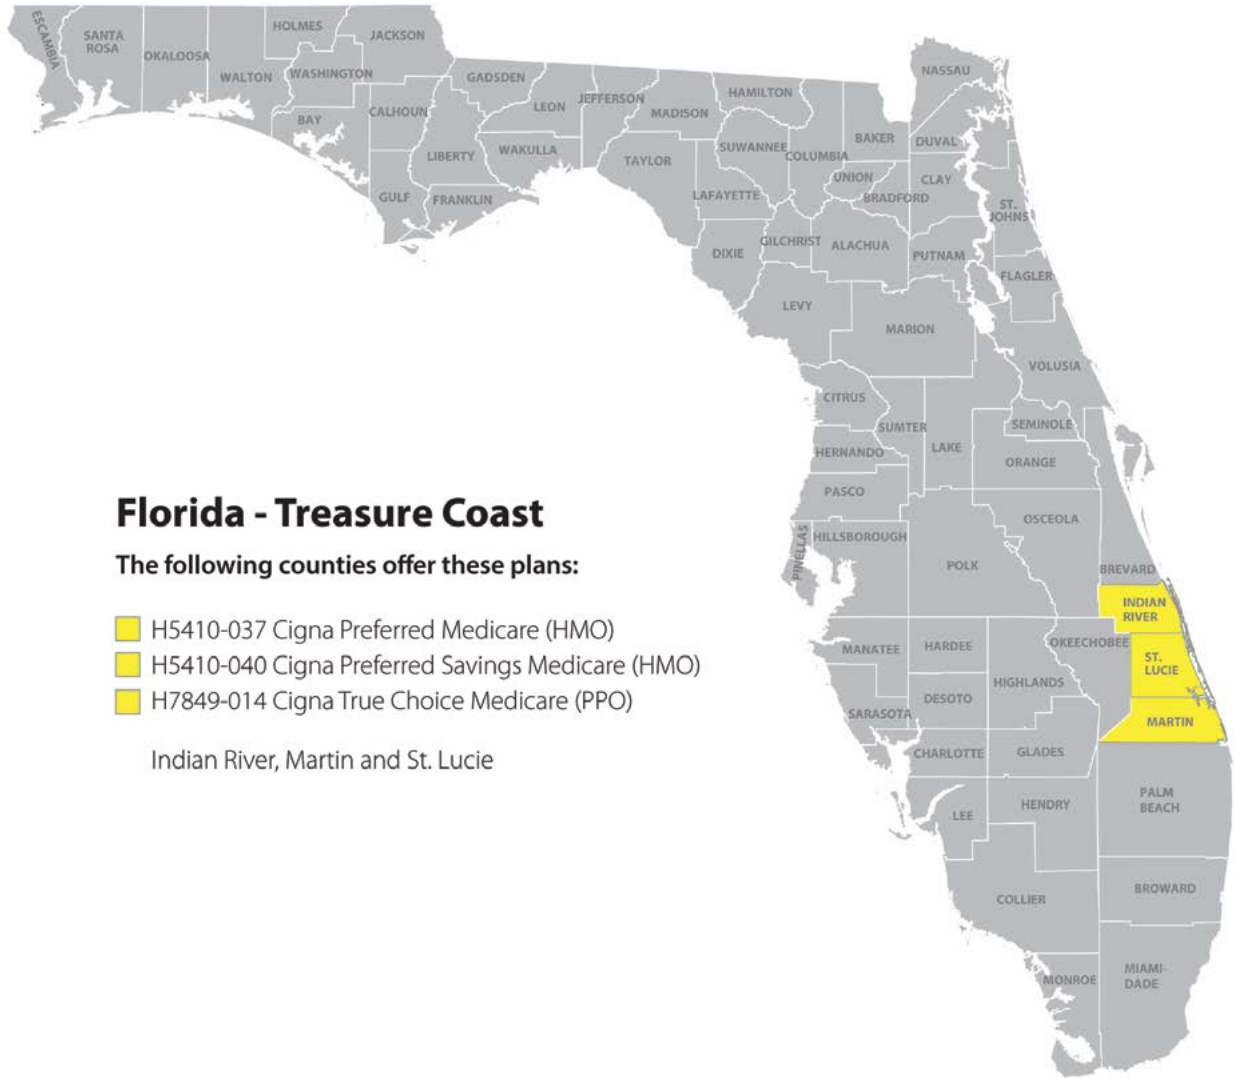 ESCAMBIA
SANTA
ROSA
OKALOOSA
WALTON
HOLMES
WASHINGTON
JACKSON
BAY
CALHOUN
GULF
LIBERTY
GADSDEN
FRANKLIN
LEON
WAKULLA
JEFFERSON
MADISON
TAYLOR
HAMILTON
SUWANNEE
LAFAYETTE
DIXIE
COLUMBIA
GILCHRIST
BAKER
UNION
BRADFORD
ALACHUA
LEVY
NASSAU
DUVAL
CLAY
ST.
JOHNS
PUTNAM
FLAGLER
MARION
VOLUSIA
CITRUS
SUMTER
LAKE
SEMINOLE
HERNANDO
ORANGE
PASCO
OSCEOLA
PINELLAS
HILLSBOROUGH
POLK
BREVARD
INDIAN
RIVER
MANATEE
HARDEE
OKEECHOBEE
ST.
LUCIE
HIGHLANDS
DESOTO
SARASOTA
MARTIN
CHARLOTTE
GLADES
LEE
HENDRY
PALM
BEACH
COLLIER
BROWARD
MONROE
MIAMI-
DADE
Florida - Treasure Coast
The following counties offer these plans:
H5410-037 Cigna Preferred Medicare (HMO)
H5410-040 Cigna Preferred Savings Medicare (HMO)
H7849-014 Cigna True Choice Medicare (PPO)
Indian River, Martin and St. Lucie